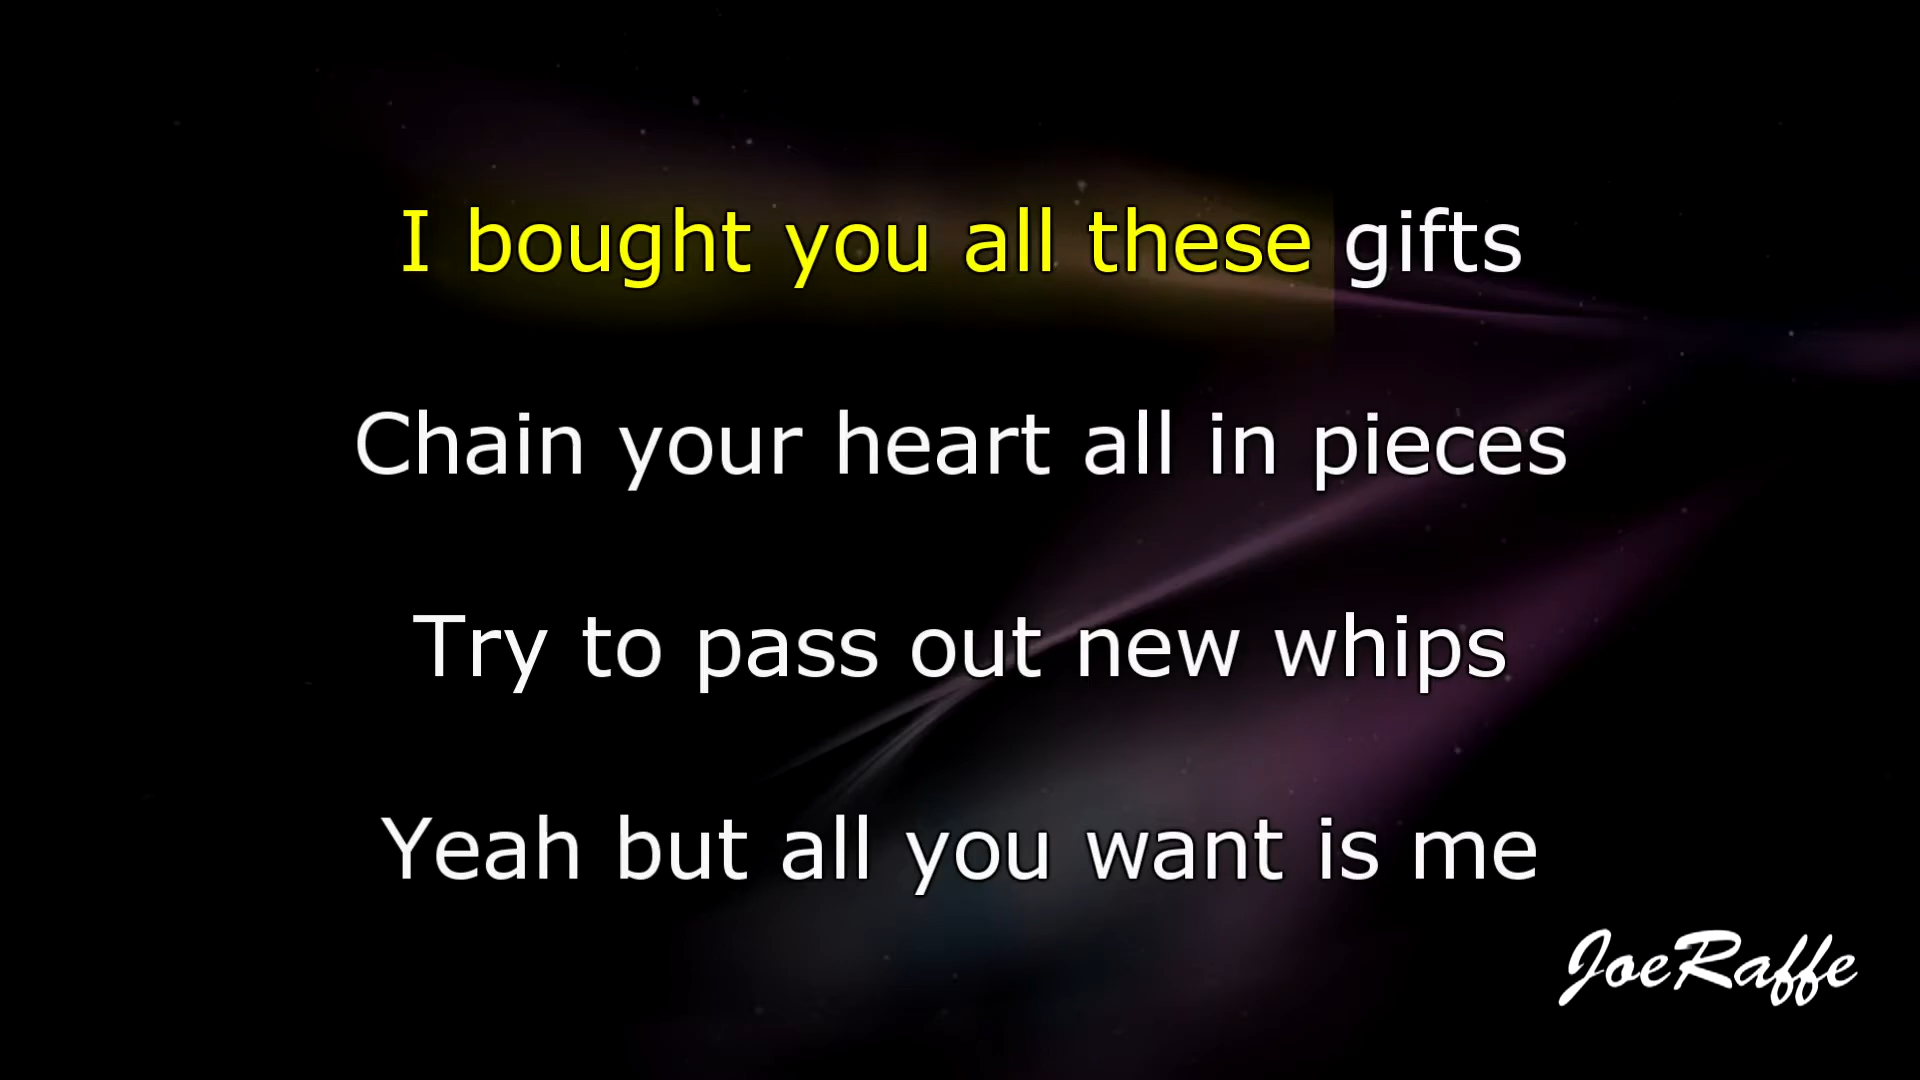 I bought you all these gifts
Chain your heart all in pieces
Try to pass out new whips
Yeah but all you want is me
JoeRaffe